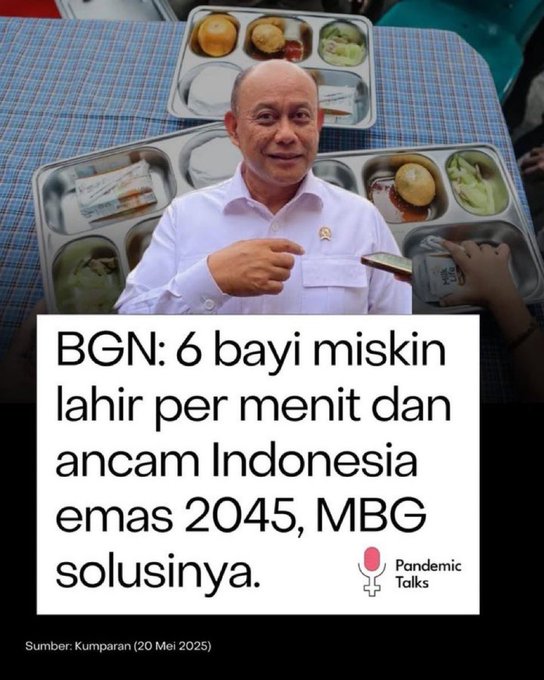 BGN: 6 bayi miskin
lahir per menit dan
ancam Indonesia
emas 2045, MBG
solusinya.
Pandemic
Talks
Sumber: Kumparan (20 Mei 2025)